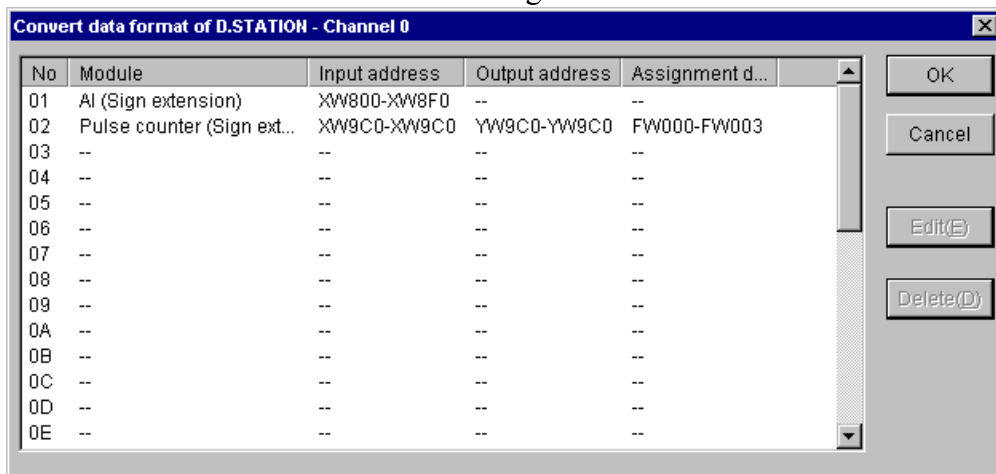 Convert data format of D.STATION - Channel 0
No Module Input address Output address Assignment d...
01 AI (Sign extension) XW800-XW8F0 -- --
02 Pulse counter (Sign ext... XW9C0-XW9C0 YW9C0-YW9C0 FW000-FW003
03 -- -- -- --
04 -- -- -- --
05 -- -- -- --
06 -- -- -- --
07 -- -- -- --
08 -- -- -- --
09 -- -- -- --
0A -- -- -- --
0B -- -- -- --
0C -- -- -- --
0D -- -- -- --
0E -- -- -- --
OK
Cancel
Edit(E)
Delete(D)